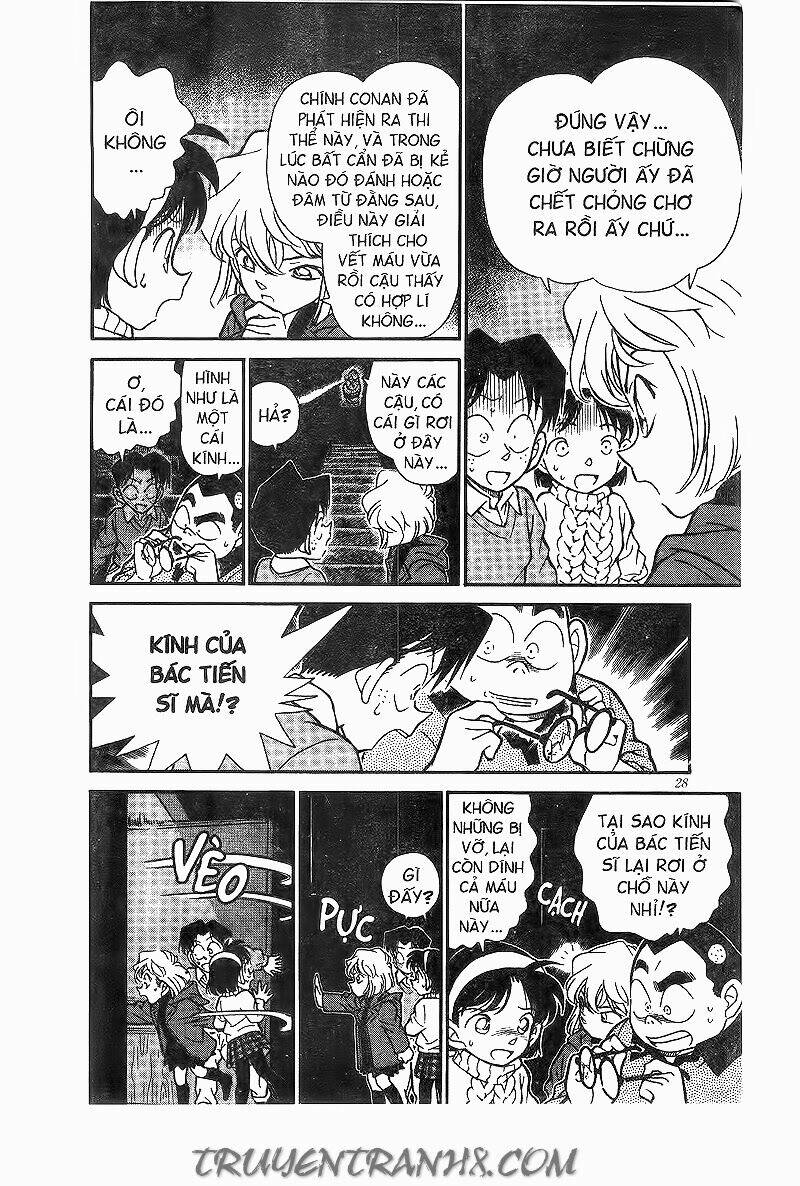 ĐÚNG VẬY...
CHƯA BIẾT CHỪNG
GIỜ NGƯỜI ẤY ĐÃ
CHẾT CHỎNG CHƠ
RA RỒI ẤY CHỨ...
CHÍNH CONAN ĐÃ
PHÁT HIỆN RA THI
THỂ NÀY, VÀ TRONG
LÚC BẤT CẨN ĐÃ BỊ KẺ
NÀO ĐÓ ĐÁNH HOẶC
ĐÂM TỪ ĐẰNG SAU,
ĐIỀU NÀY GIẢI
THÍCH CHO
VẾT MÁU VỪA
RỒI CẬU THẤY
CÓ HỢP LÍ
KHÔNG...
ÔI
KHÔNG
...
NÀY CÁC
CẬU, CÓ
CÁI GÌ RƠI
Ở ĐÂY
NÀY...
HẢ?
HÌNH
NHƯ LÀ
MỘT
CÁI
KÍNH...
Ơ,
CÁI ĐÓ
LÀ...
KÍNH CỦA
BÁC TIẾN
SĨ MÀ!?
28
TẠI SAO KÍNH
CỦA BÁC TIẾN
SĨ LẠI RƠI Ở
CHỖ NÀY
NHỈ!?
CẠCH
KHÔNG
NHỮNG BỊ
VỠ, LẠI
CÒN DÍNH
CẢ MÁU
NỮA
NÀY...
GÌ
ĐẤY?
PỰC
VÈO
TRUYENTRANH8.COM